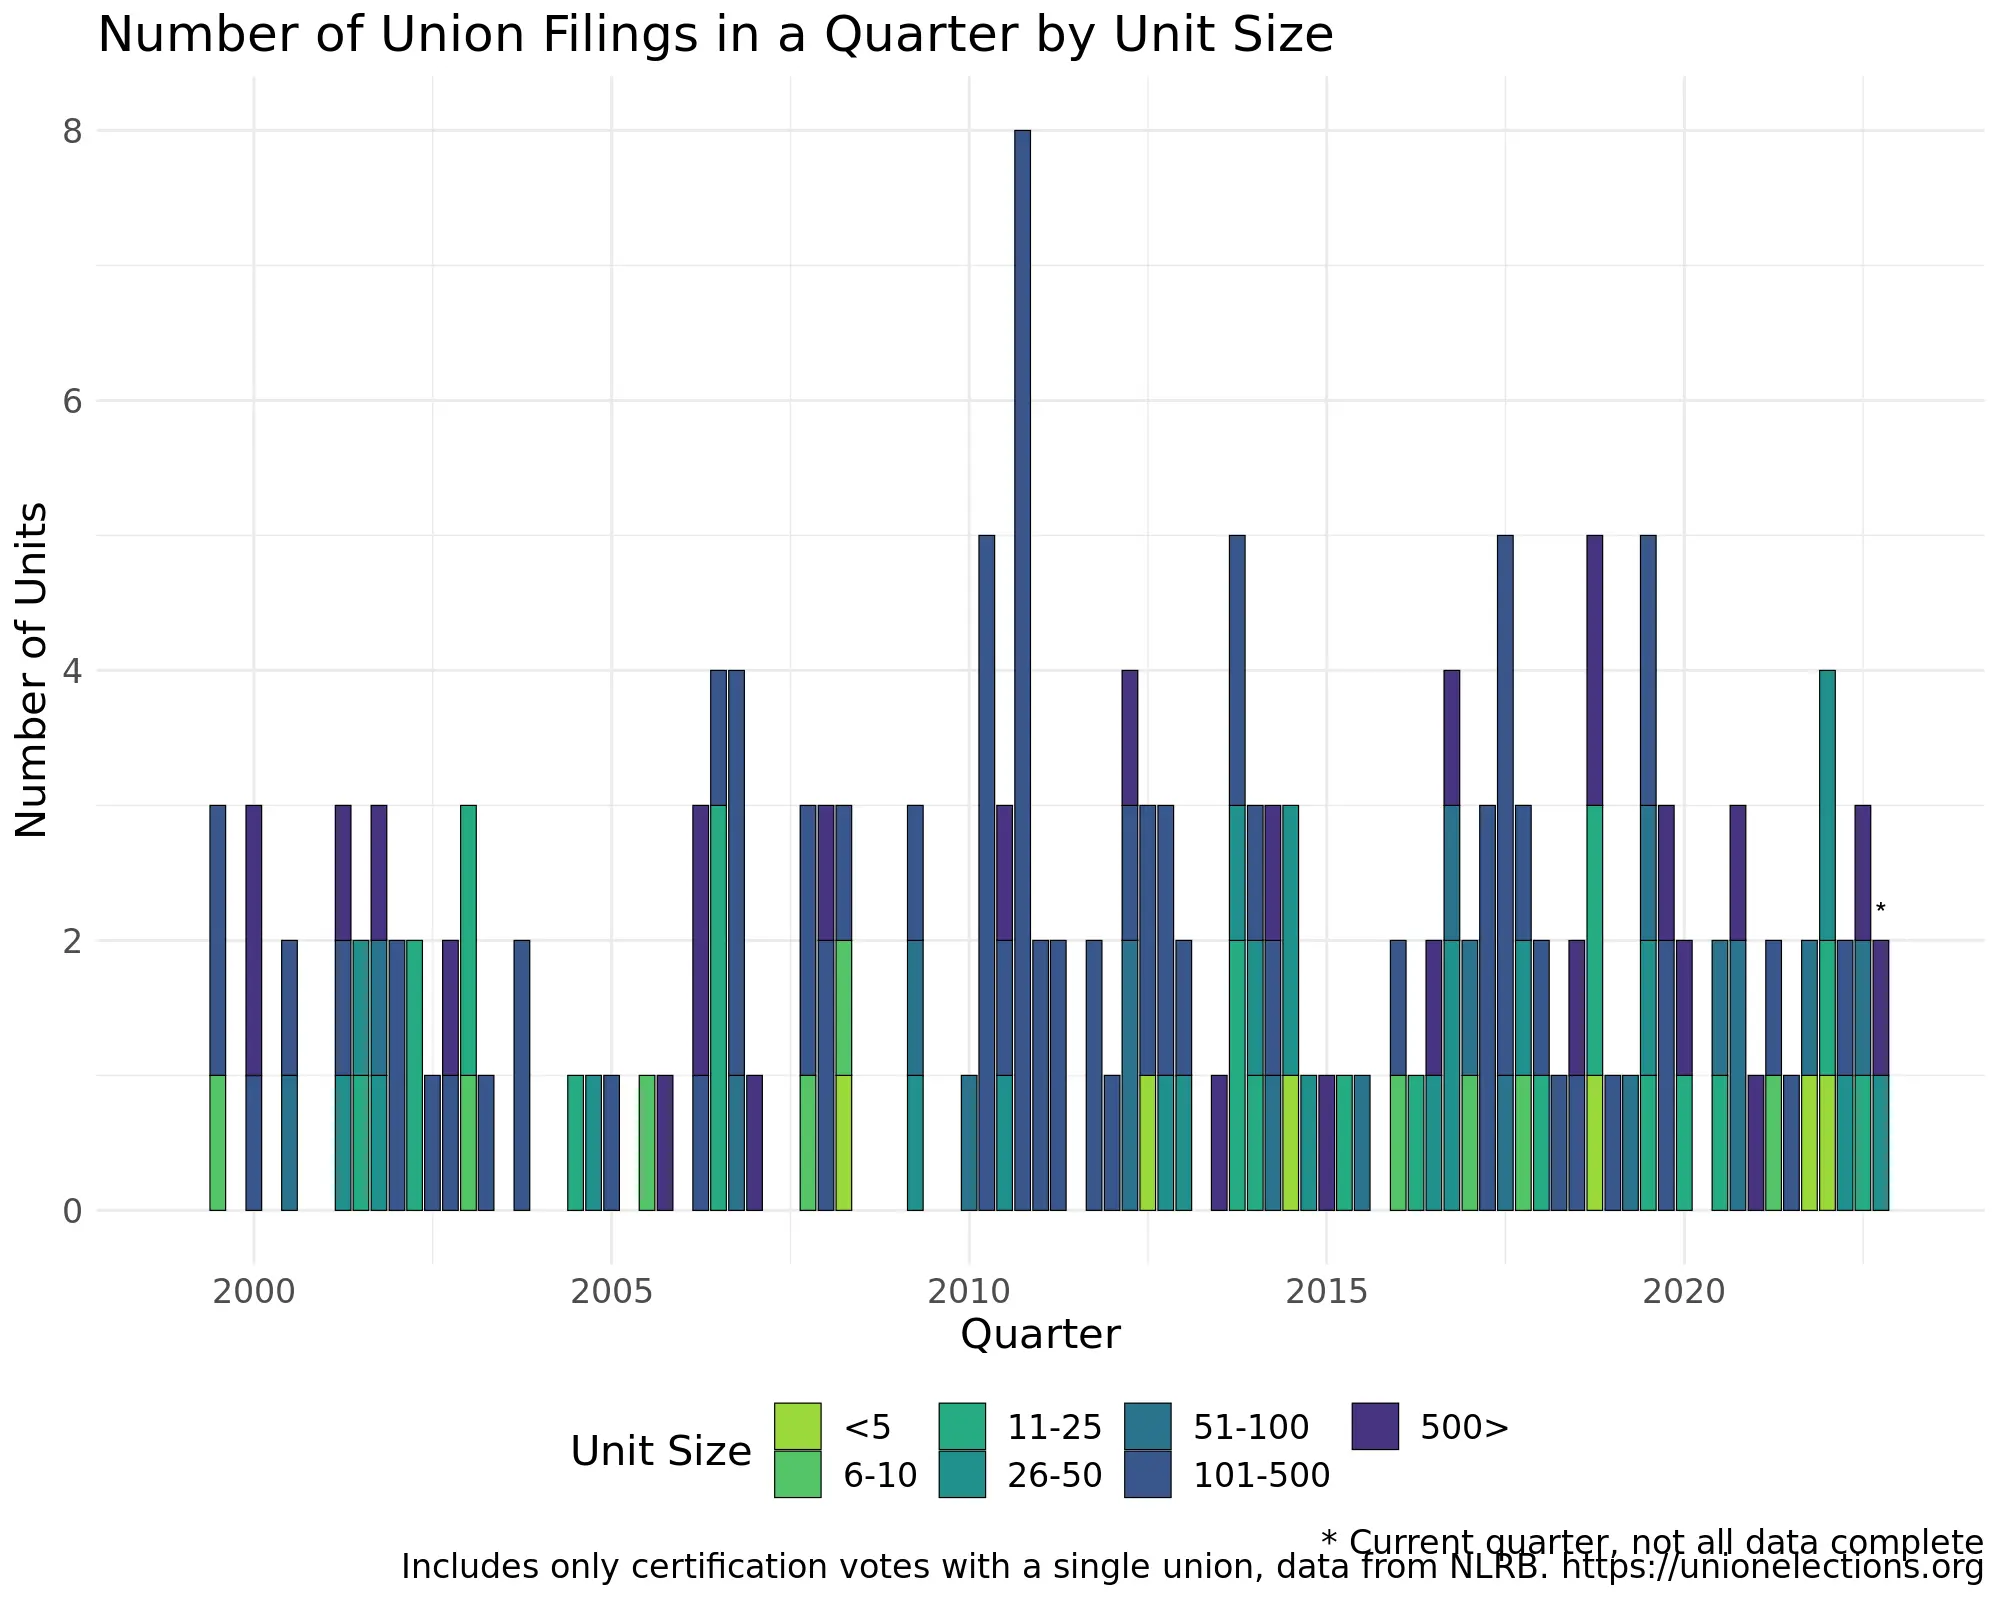 Number of Union Filings in a Quarter by Unit Size
Number of Units
8
6
4
2
0
*
2000 2005 2010 2015 2020
Quarter
Unit Size
<5 11-25 51-100 500>
6-10 26-50 101-500
* Current quarter, not all data complete
Includes only certification votes with a single union, data from NLRB. https://unionelections.org